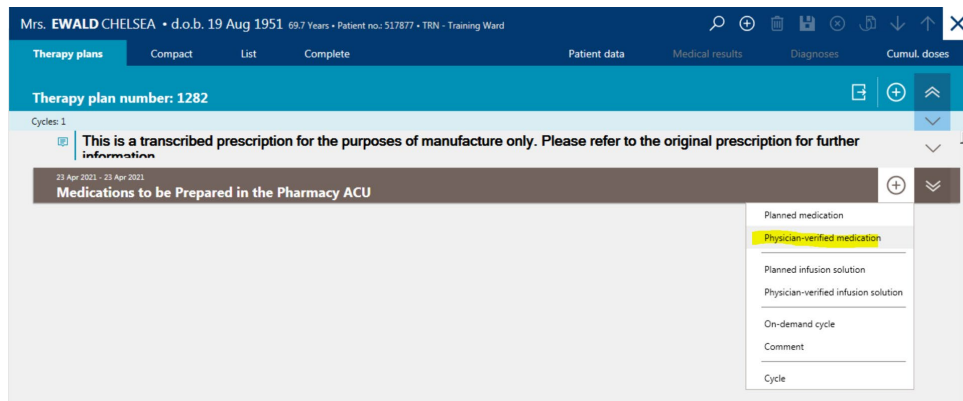 Mrs. EWALD CHELSEA • d.o.b. 19 Aug 1951 69.7 Years • Patient no.: 517877 • TRN - Training Ward
Therapy plans Compact List Complete Patient data Medical results Diagnoses Cumul. doses
Therapy plan number: 1282
Cycles: 1
This is a transcribed prescription for the purposes of manufacture only. Please refer to the original prescription for further
information
23 Apr 2021 - 23 Apr 2021
Medications to be Prepared in the Pharmacy ACU
Planned medication
Physician-verified medication
Planned infusion solution
Physician-verified infusion solution
On-demand cycle
Comment
Cycle